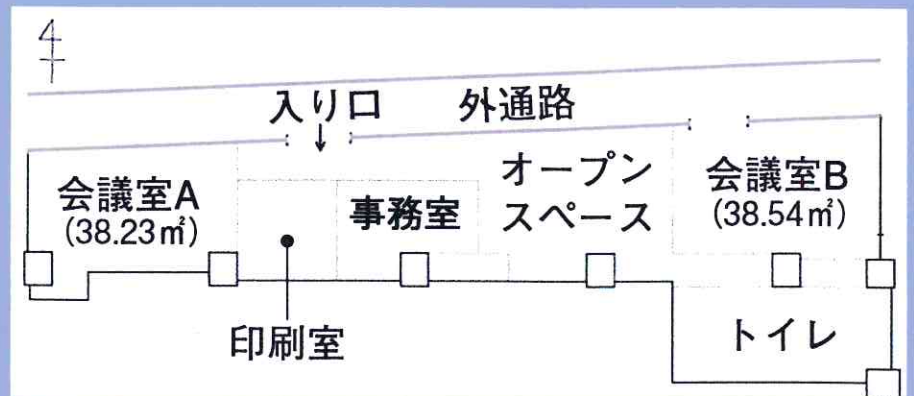 4
入り口
外通路
会議室A
(38.23㎡)
事務室
オープン
スペース
会議室B
(38.54㎡)
印刷室
トイレ